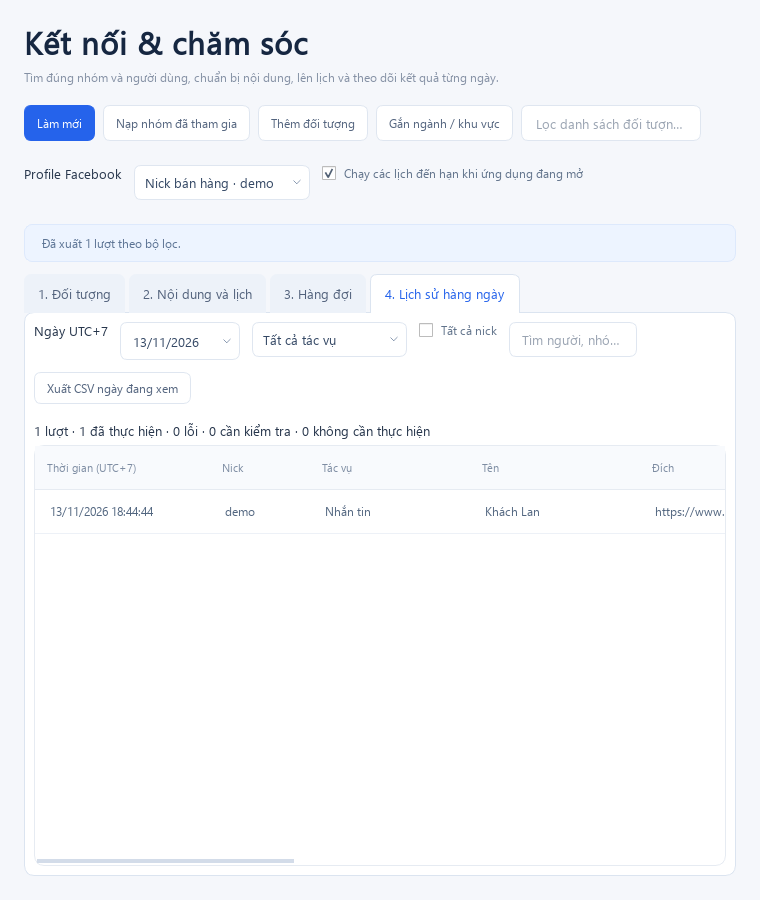 Kết nối & chăm sóc
Tìm đúng nhóm và người dùng, chuẩn bị nội dung, lên lịch và theo dõi kết quả từng ngày.
Làm mới
Nạp nhóm đã tham gia
Thêm đối tượng
Gắn ngành / khu vực
Lọc danh sách đối tượn...
Profile Facebook
Nick bán hàng · demo
Chạy các lịch đến hạn khi ứng dụng đang mở
Đã xuất 1 lượt theo bộ lọc.
1. Đối tượng
2. Nội dung và lịch
3. Hàng đợi
4. Lịch sử hàng ngày
Ngày UTC+7
13/11/2026
Tất cả tác vụ
Tất cả nick
Tìm người, nhó...
Xuất CSV ngày đang xem
1 lượt · 1 đã thực hiện · 0 lỗi · 0 cần kiểm tra · 0 không cần thực hiện
Thời gian (UTC+7)
Nick
Tác vụ
Tên
Đích
13/11/2026 18:44:44
demo
Nhắn tin
Khách Lan
https://www.